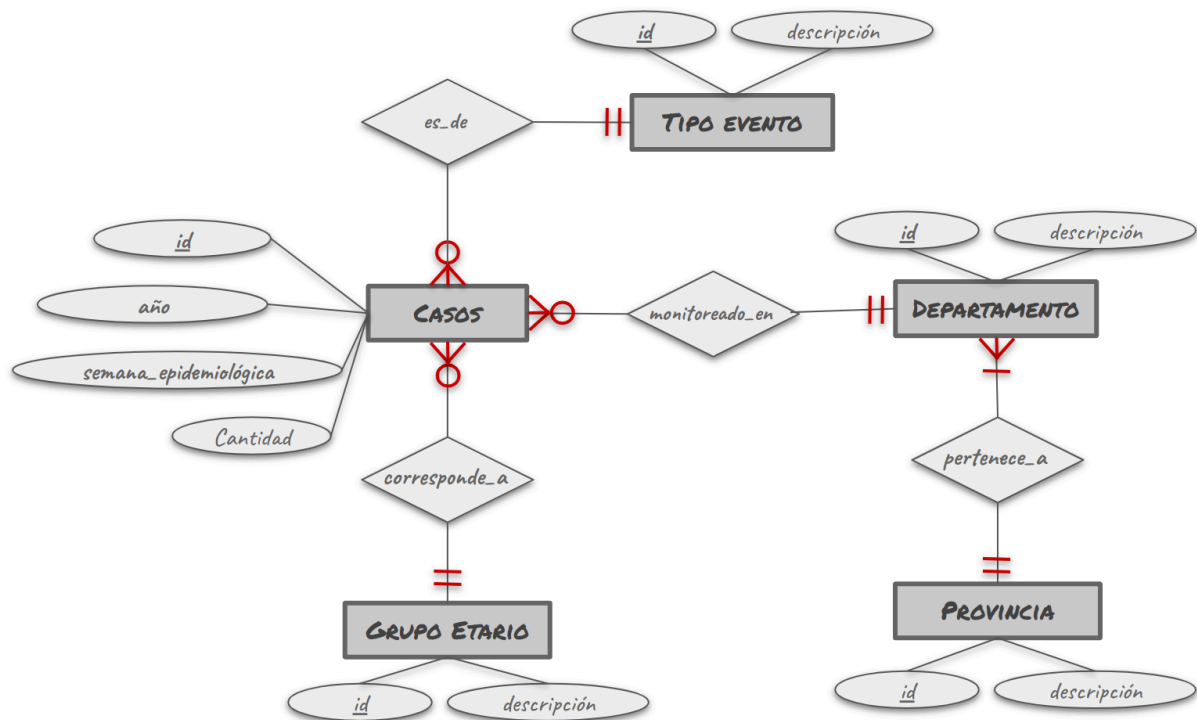 id
descripción
es_de
TIPO EVENTO
id
id
descripción
año
CASOS
monitoreado_en
DEPARTAMENTO
semana_epidemiológica
Cantidad
corresponde_a
pertenece_a
GRUPO ETARIO
PROVINCIA
id
descripción
id
descripción